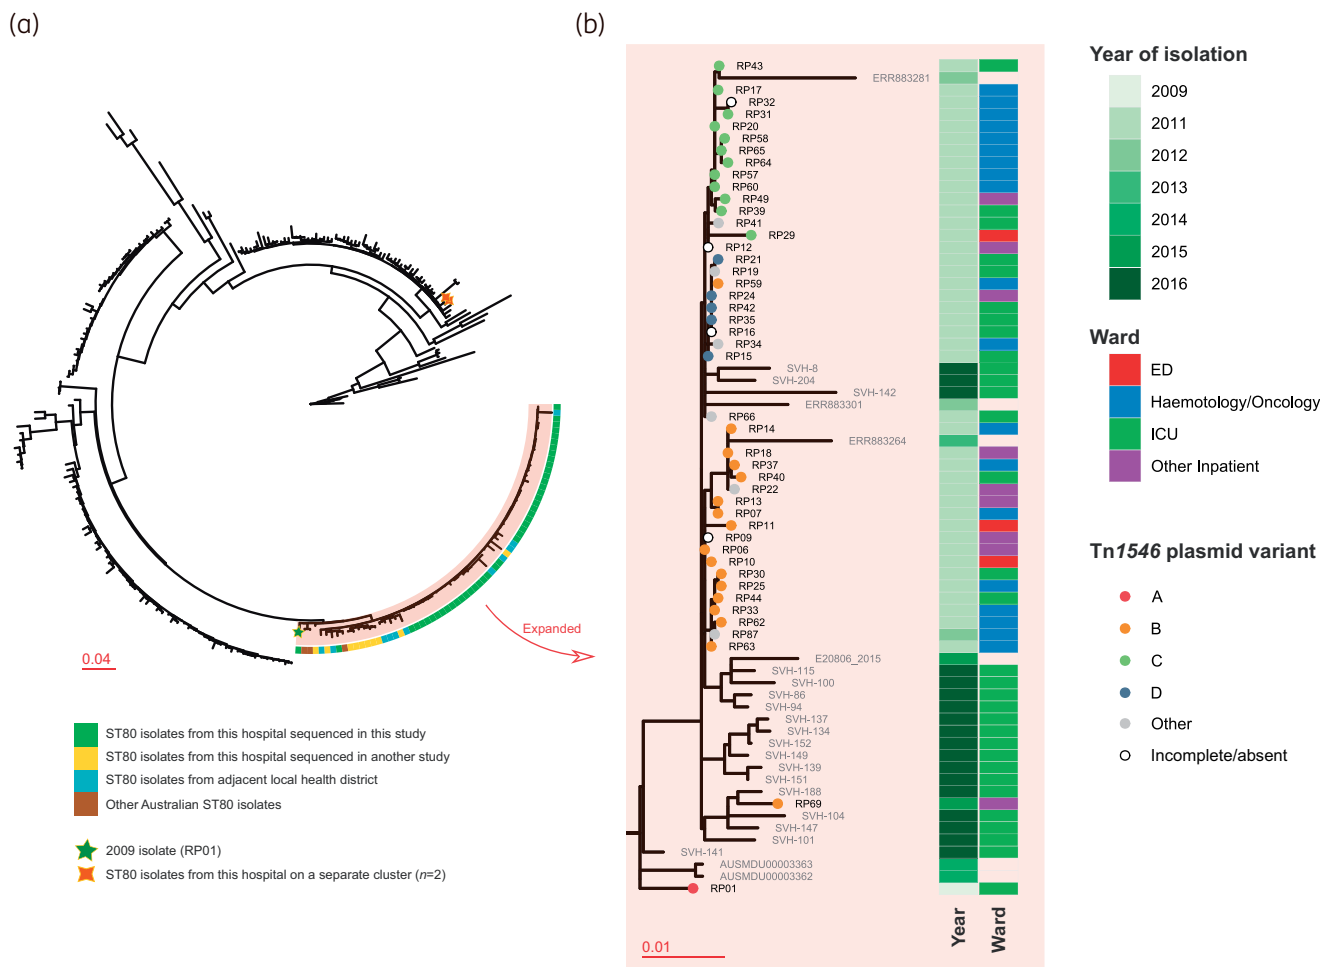 (a)
0.04
Expanded
ST80 isolates from this hospital sequenced in this study
ST80 isolates from this hospital sequenced in another study
ST80 isolates from adjacent local health district
Other Australian ST80 isolates
2009 isolate (RP01)
ST80 isolates from this hospital on a separate cluster (n=2)
(b)
RP43
ERR883281
RP17
RP32
RP31
RP20
RP58
RP65
RP64
RP57
RP60
RP49
RP39
RP41
RP29
RP12
RP21
RP19
RP59
RP24
RP42
RP35
RP16
RP34
RP15
SVH-8
SVH-204
SVH-142
ERR883301
RP66
RP14
ERR883264
RP18
RP37
RP40
RP22
RP13
RP07
RP11
RP09
RP06
RP10
RP30
RP25
RP44
RP33
RP62
RP87
RP63
E20806_2015
SVH-115
SVH-100
SVH-86
SVH-94
SVH-137
SVH-134
SVH-152
SVH-149
SVH-139
SVH-151
SVH-188
RP69
SVH-104
SVH-147
SVH-101
SVH-141
AUSMDU00003363
AUSMDU00003362
RP01
0.01
Year
Ward
Year of isolation
2009
2011
2012
2013
2014
2015
2016
Ward
ED
Haemotology/Oncology
ICU
Other Inpatient
Tn1546 plasmid variant
A
B
C
D
Other
Incomplete/absent